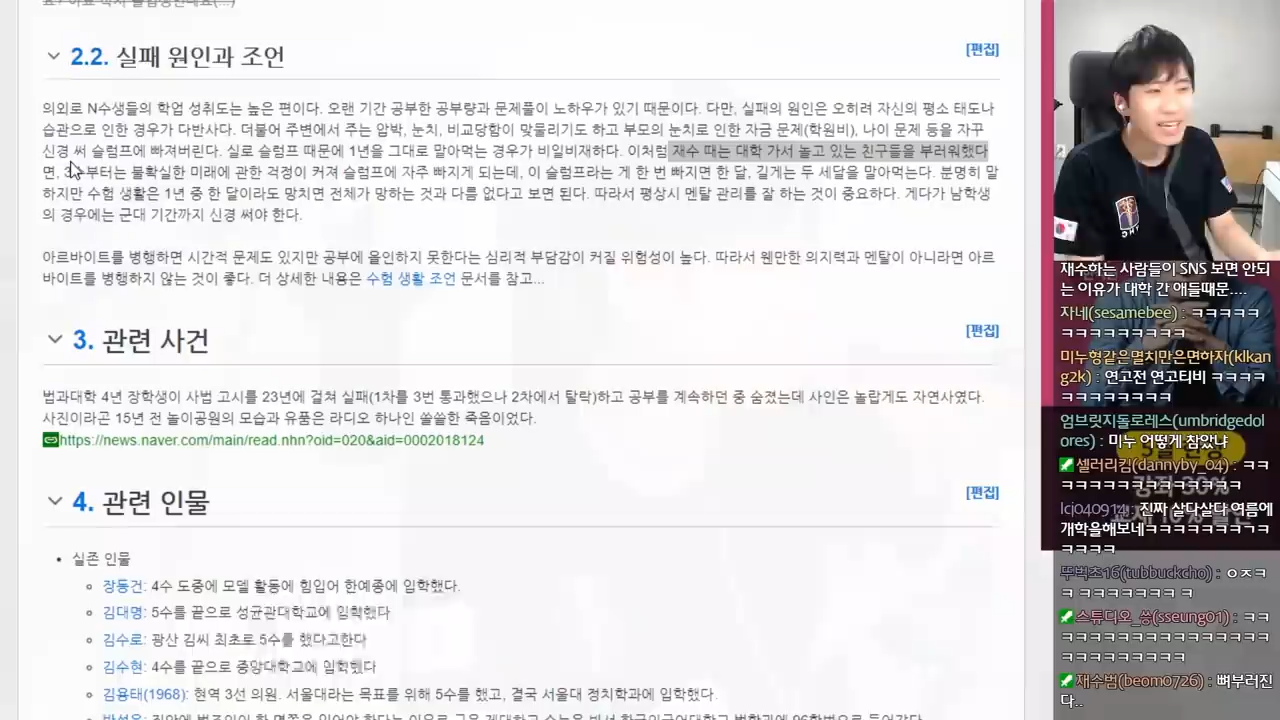 2.2. 실패 원인과 조언
[편집]
의외로 N수생들의 학업 성취도는 높은 편이다. 오랜 기간 공부한 공부량과 문제풀이 노하우가 있기 때문이다. 다만, 실패의 원인은 오히려 자신의 평소 태도나
습관으로 인한 경우가 다반사다. 더불어 주변에서 주는 압박, 눈치, 비교당함이 맞물리기도 하고 부모의 눈치로 인한 자금 문제(학원비), 나이 문제 등을 자꾸
신경 써 슬럼프에 빠져버린다. 실로 슬럼프 때문에 1년을 그대로 말아먹는 경우가 비일비재하다. 이처럼 재수 때는 대학 가서 놀고 있는 친구들을 부러워했다
면, 부터는 불확실한 미래에 관한 걱정이 커져 슬럼프에 자주 빠지게 되는데, 이 슬럼프라는 게 한 번 빠지면 한 달, 길게는 두 세달을 말아먹는다. 분명히 말
하지만 수험 생활은 1년 중 한 달이라도 망치면 전체가 망하는 것과 다름 없다고 보면 된다. 따라서 평상시 멘탈 관리를 잘 하는 것이 중요하다. 게다가 남학생
의 경우에는 군대 기간까지 신경 써야 한다.
아르바이트를 병행하면 시간적 문제도 있지만 공부에 올인하지 못한다는 심리적 부담감이 커질 위험성이 높다. 따라서 웬만한 의지력과 멘탈이 아니라면 아르
바이트를 병행하지 않는 것이 좋다. 더 상세한 내용은 수험 생활 조언 문서를 참고...
3. 관련 사건
[편집]
법과대학 4년 장학생이 사법 고시를 23년에 걸쳐 실패(1차를 3번 통과했으나 2차에서 탈락)하고 공부를 계속하던 중 숨졌는데 사인은 놀랍게도 자연사였다.
사진이라곤 15년 전 놀이공원의 모습과 유품은 라디오 하나인 쓸쓸한 죽음이었다.
https://news.naver.com/main/read.nhn?oid=020&aid=0002018124
4. 관련 인물
[편집]
• 실존 인물
장동건: 4수 도중에 모델 활동에 힘입어 한예종에 입학했다.
김대명: 5수를 끝으로 성균관대학교에 입학했다
김수로: 광산 김씨 최초로 5수를 했다고한다
김수현: 4수를 끝으로 중앙대학교에 입학했다
김용태(1968): 현역 3선 의원. 서울대라는 목표를 위해 5수를 했고, 결국 서울대 정치학과에 입학했다.
재수하는 사람들이 SNS 보면 안되
는 이유가 대학 간 애들때문....
자네(sesamebee) : ㅋㅋㅋㅋㅋ
ㅋㅋㅋㅋㅋㅋㅋㅋㅋ
미누형같은멸치만은면하자(klkan
g2k) : 연고전 연고티비 ㅋㅋㅋㅋ
ㅋㅋㅋㅋㅋㅋㅋㅋ
엄브릿지돌로레스(umbridgedol
ores) : 미누 어떻게 참았냐
셀러리킴(dannyby_04) : ㅋㅋ
ㅋㅋㅋㅋㅋㅋㅋㅋㅋㅋㅋㅋㅋ
lcj040914 : 진짜 살다살다 여름에
개학을해보네ㅋㅋㅋㅋㅋㅋㄱㅋ
ㅋㅋㅋㅋ
뚜벅초16(tubbuckcho) : ㅇㅈㅋ
ㅋ ㅋㅋㅋㅋㅋㅋㅋ ㅋ
스튜디오_쏭(sseung01) : ㅋㅋ
ㅋㅋㅋㅋㅋㅋㅋㅋㅋㅋㅋㅋㅋㅋ
ㅋㅋㅋㅋㅋㅋㅋㅋㅋ
재수범(beom0726) : 뼈부러진
다..